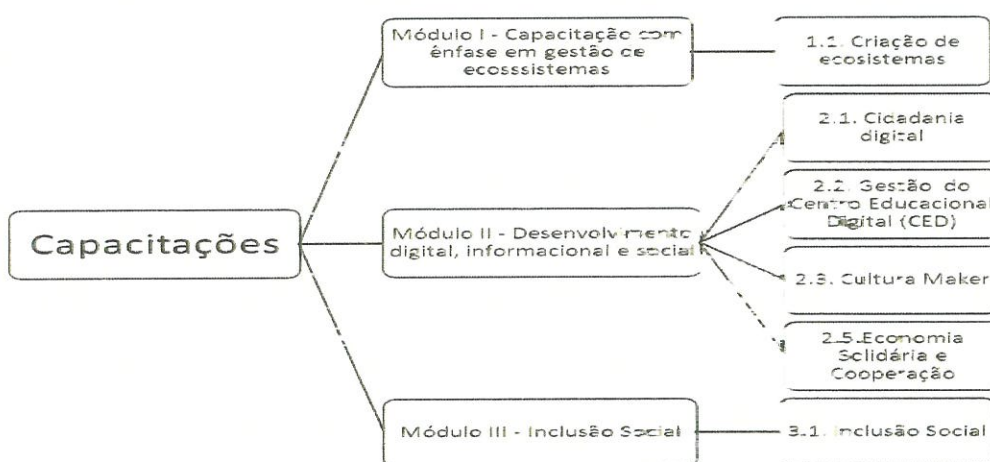 Capacitações
Módulo I - Capacitação com
ênfase em gestão de
ecosssistemas
1.1. Criação de
ecosistemas
Módulo II - Desenvolvimento
digital, informacional e social
2.1. Cidadania
digital
2.2. Gestão do
Centro Educacional
Digital (CED)
2.3. Cultura Maker
2.5.Economia
Solidária e
Cooperação
Módulo III - Inclusão Social
3.1. Inclusão Social